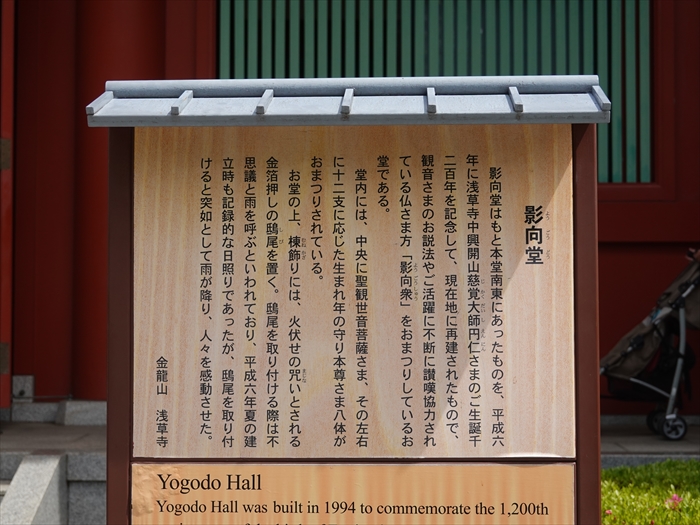 影向堂
影向堂はもと本堂南東にあったものを、平成六
年に浅草寺中興開山慈覚大師円仁さまのご生誕千
二百年を記念して、現在地に再建されたもので、
観音さまのお説法やご活躍に不断に讃嘆協力され
ている仏さま方「影向衆」をおまつりしているお
堂である。
堂内には、中央に聖観世音菩薩さま、その左右
に十二支に応じた生まれ年の守り本尊さま八体が
おまつりされている。
お堂の上、棟飾りには、火伏せの咒いとされる
金箔押しの鴟尾を置く。鴟尾を取り付ける際は不
思議と雨を呼ぶといわれており、平成六年夏の建
立時も記録的な日照りであったが、鴟尾を取り付
けると突如として雨が降り、人々を感動させた。
金龍山 浅草寺
Yogodo Hall
Yogodo Hall was built in 1994 to commemorate the 1,200th